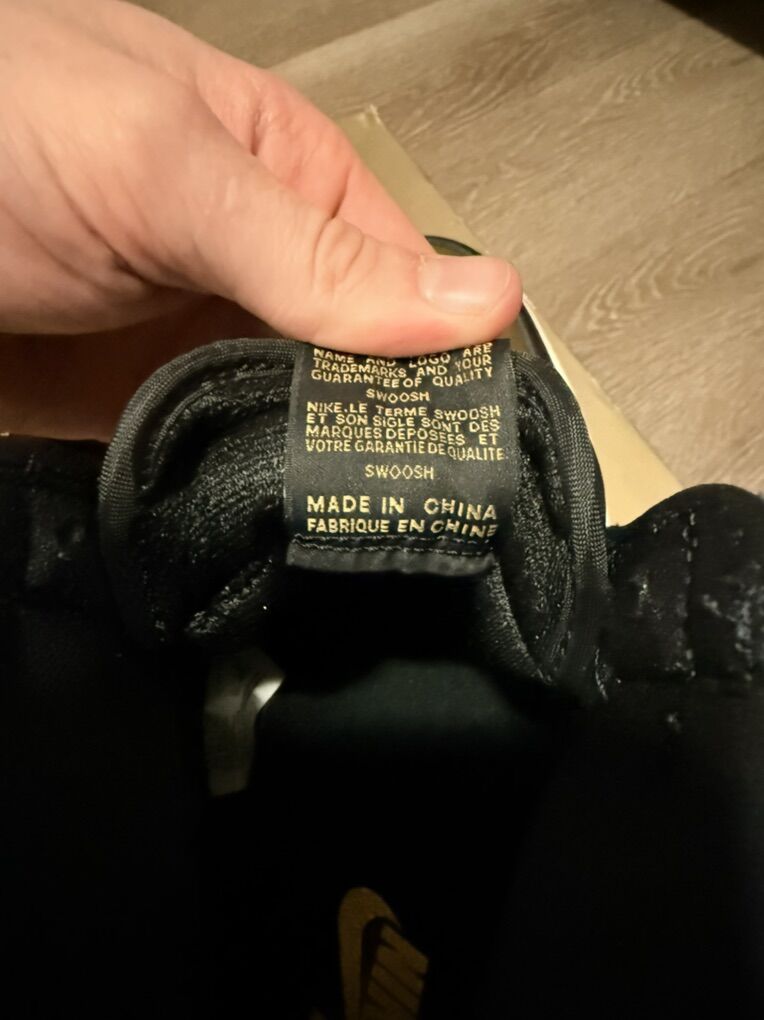 NAME AND LOGO ARE
TRADEMARKS AND YOUR
GUARANTEE OF QUALITY
SWOOSH
NIKE,LE TERME SWOOSH
ET SON SIGLE SONT DES
MARQUES DEPOSEES ET
VOTRE GARANTIE DE QUALITE
SWOOSH
MADE IN CHINA
FABRIQUE EN CHINE